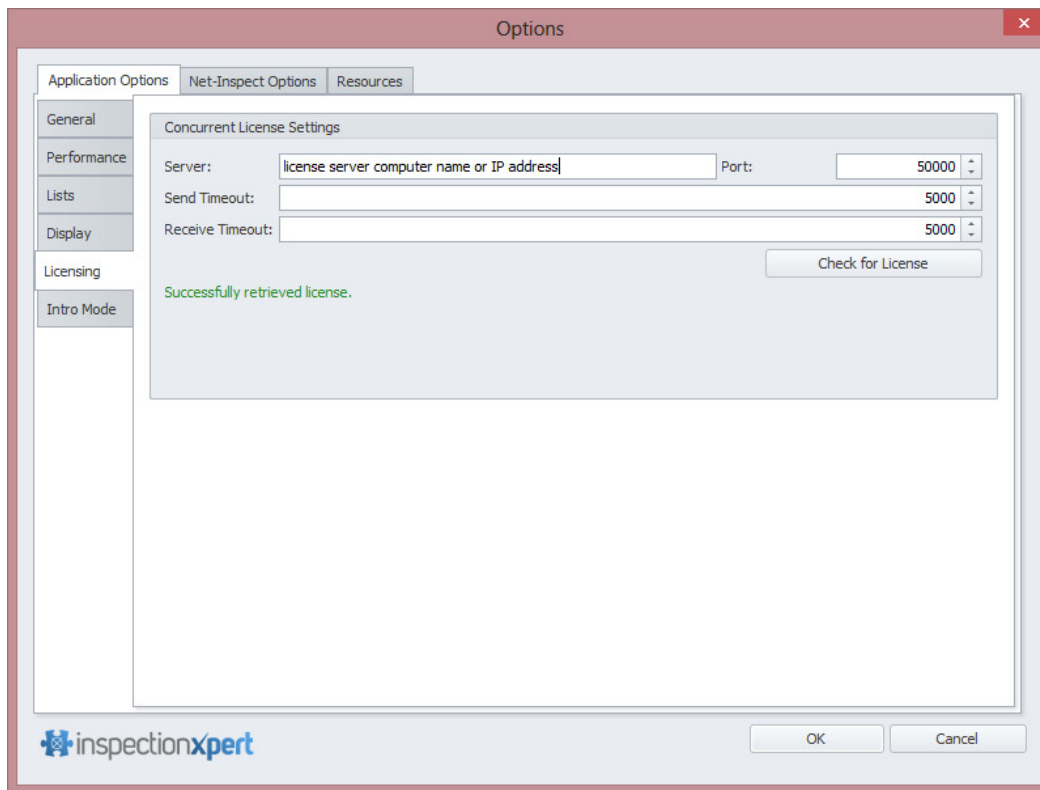 Options
Application Options Net-Inspect Options Resources
General
Performance
Lists
Display
Licensing
Intro Mode
Concurrent License Settings
Server: license server computer name or IP address Port: 50000
Send Timeout: 5000
Receive Timeout: 5000
Check for License
Successfully retrieved license.
inspectionxpert
OK Cancel